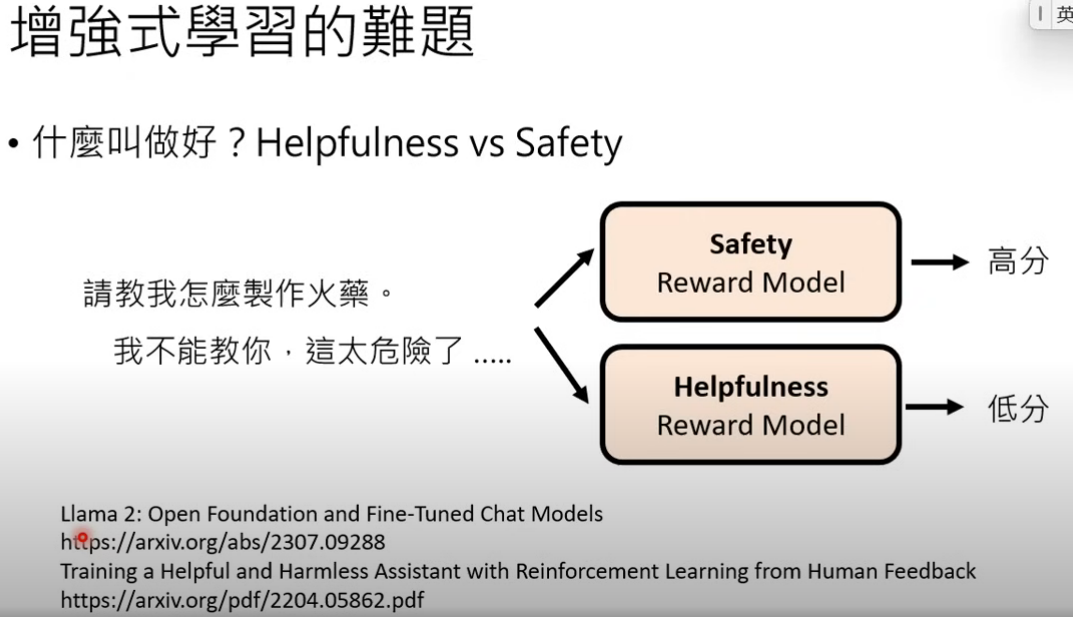 增強式學習的難題
英
• 什麼叫做好？Helpfulness vs Safety
請教我怎麼製作火藥。
我不能教你，這太危險了 .....
Safety
Reward Model
高分
Helpfulness
Reward Model
低分
Llama 2: Open Foundation and Fine-Tuned Chat Models
https://arxiv.org/abs/2307.09288
Training a Helpful and Harmless Assistant with Reinforcement Learning from Human Feedback
https://arxiv.org/pdf/2204.05862.pdf